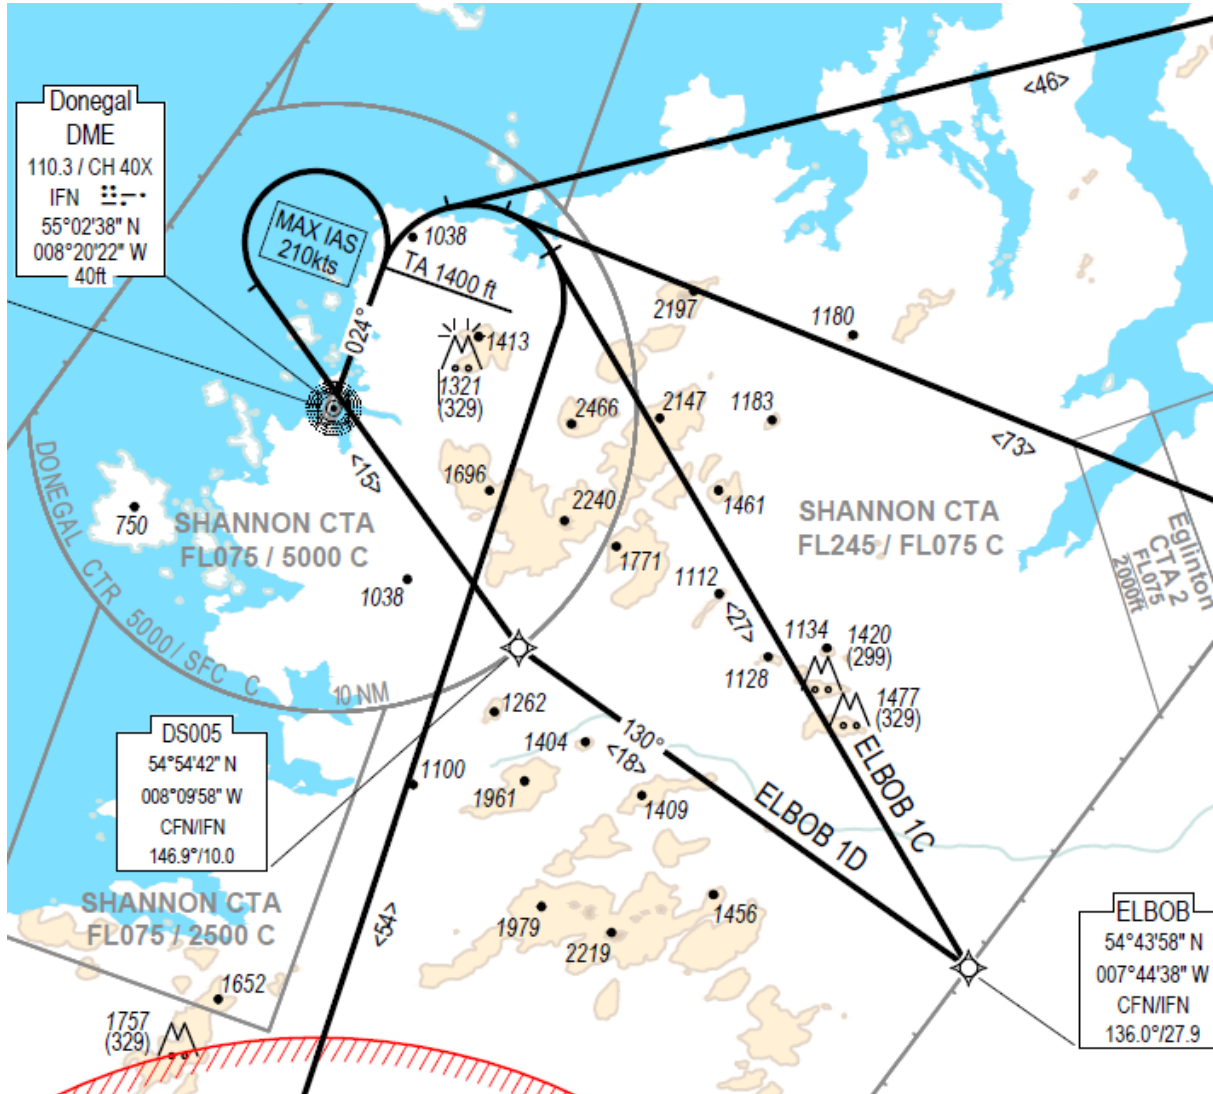 Donegal
DME
110.3 / CH 40X
IFN
55°02'38" N
008°20'22" W
40ft
<46>
MAX IAS
210kts
1038
TA 1400 ft
024°
1413
1321
(329)
2197
1180
2466
2147
1183
<73>
<15>
1696
2240
1461
750
SHANNON CTA
FL075 / 5000 C
SHANNON CTA
FL245 / FL075 C
Eglinton
CTA 2
FL075
2000ft
1771
1038
1112
<27>
1134
1420
(299)
1128
1477
(329)
DONEGAL CTR 5000/ SFC C
10 NM
DS005
54°54'42" N
008°09'58" W
CFN/IFN
146.9°/10.0
1262
1404
130°
<18>
1100
1961
1409
ELBOB 1D
ELBOB 1C
SHANNON CTA
FL075 / 2500 C
<54>
1979
2219
1456
ELBOB
54°43'58" N
007°44'38" W
CFN/IFN
136.0°/27.9
1652
1757
(329)